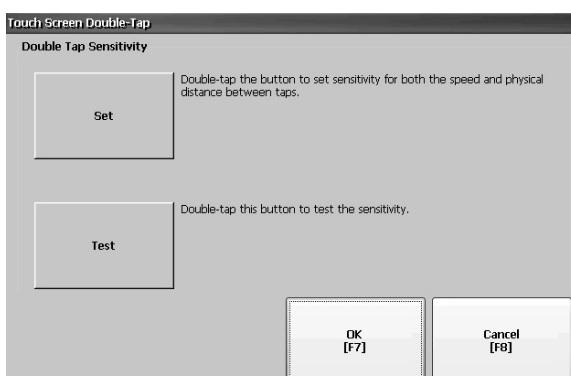 Touch Screen Double-Tap
Double Tap Sensitivity
Set
Double-tap the button to set sensitivity for both the speed and physical
distance between taps.
Test
Double-tap this button to test the sensitivity.
OK
[F7]
Cancel
[F8]